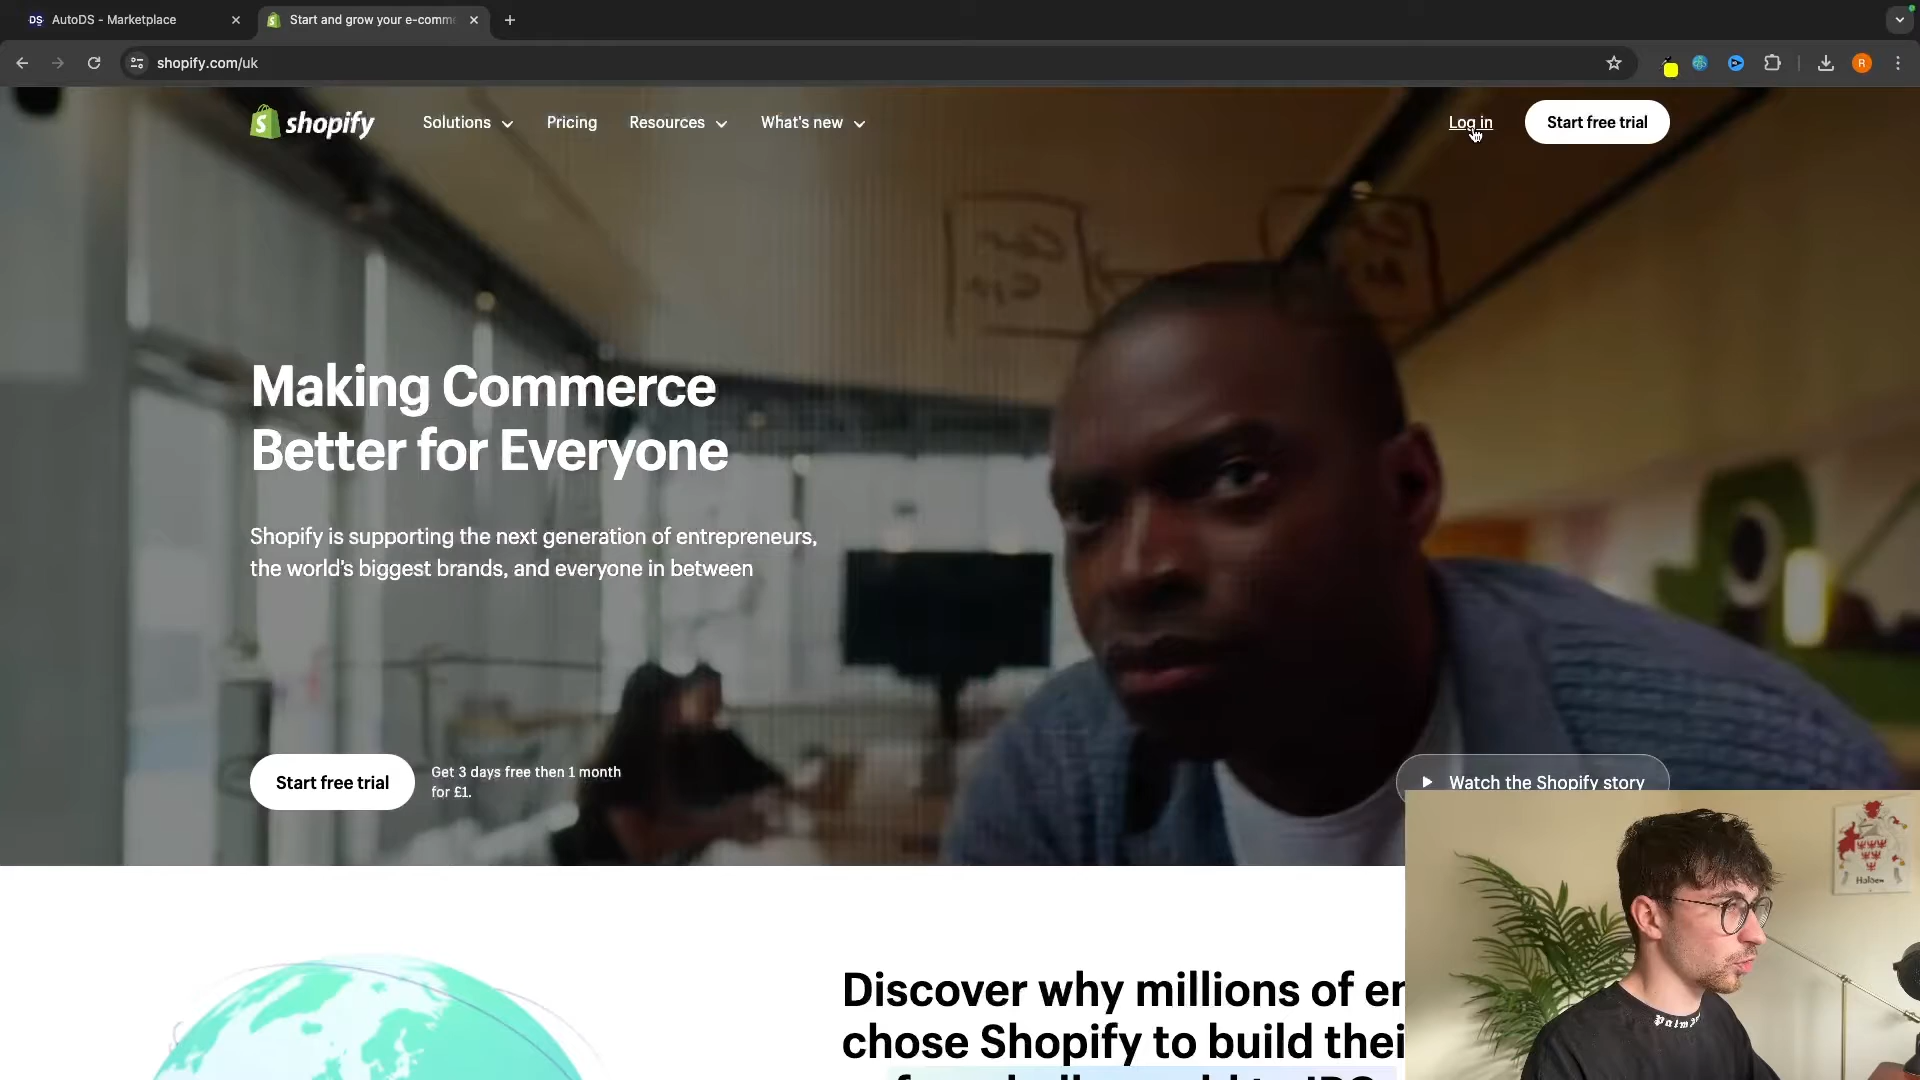 AutoDS - Marketplace
Start and grow your e-comme
shopify.com/uk
R
shopify
Solutions
Pricing
Resources
What's new
Log in
Start free trial
Making Commerce
Better for Everyone
Shopify is supporting the next generation of entrepreneurs,
the world's biggest brands, and everyone in between
Start free trial
Get 3 days free then 1 month
for £1.
Watch the Shopify story
Discover why millions of er
chose Shopify to build thei